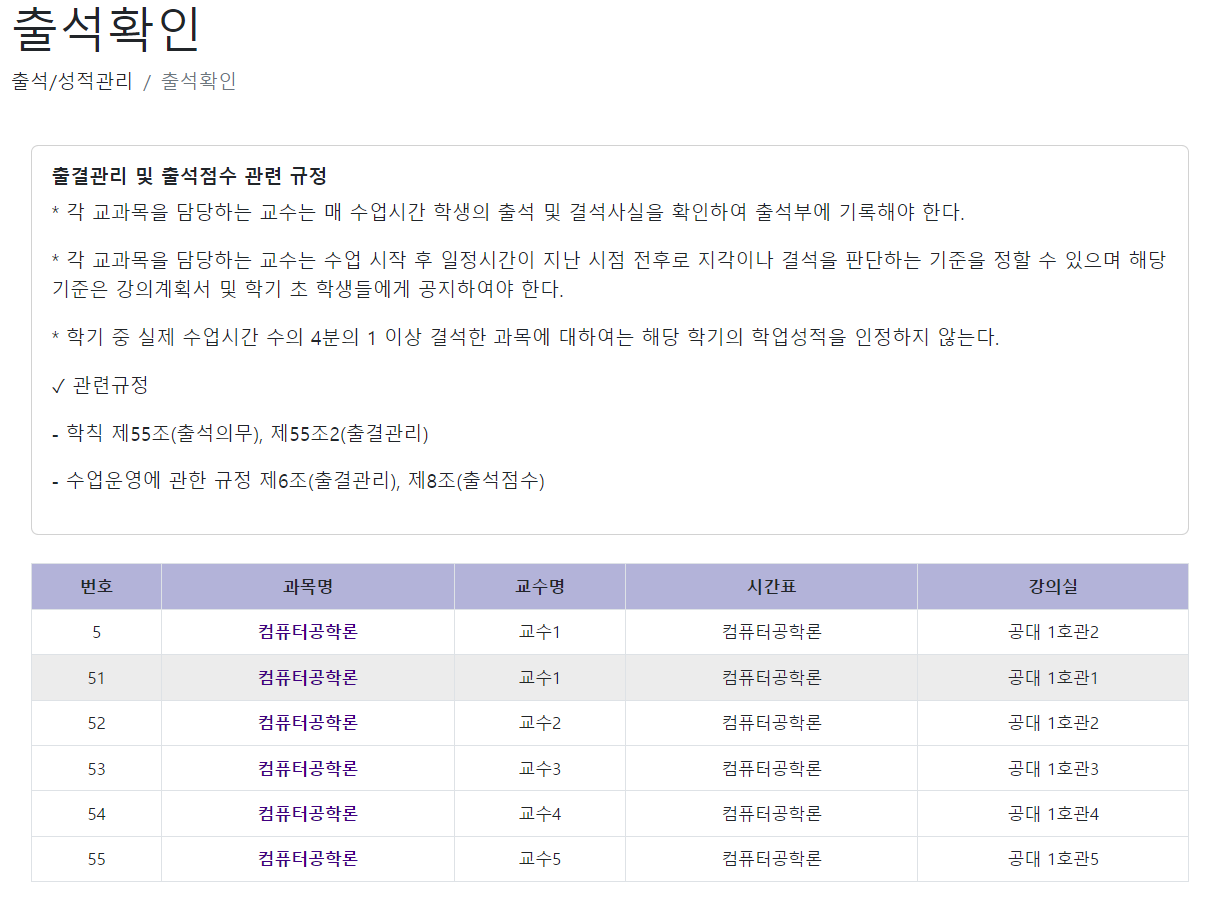 출석확인
출석/성적관리 / 출석확인
출결관리 및 출석점수 관련 규정
* 각 교과목을 담당하는 교수는 매 수업시간 학생의 출석 및 결석사실을 확인하여 출석부에 기록해야 한다.
* 각 교과목을 담당하는 교수는 수업 시작 후 일정시간이 지난 시점 전후로 지각이나 결석을 판단하는 기준을 정할 수 있으며 해당
기준은 강의계획서 및 학기 초 학생들에게 공지하여야 한다.
* 학기 중 실제 수업시간 수의 4분의 1 이상 결석한 과목에 대하여는 해당 학기의 학업성적을 인정하지 않는다.
✓ 관련규정
- 학칙 제55조(출석의무), 제55조2(출결관리)
- 수업운영에 관한 규정 제6조(출결관리), 제8조(출석점수)
번호 과목명 교수명 시간표 강의실
5 컴퓨터공학론 교수1 컴퓨터공학론 공대 1호관2
51 컴퓨터공학론 교수1 컴퓨터공학론 공대 1호관1
52 컴퓨터공학론 교수2 컴퓨터공학론 공대 1호관2
53 컴퓨터공학론 교수3 컴퓨터공학론 공대 1호관3
54 컴퓨터공학론 교수4 컴퓨터공학론 공대 1호관4
55 컴퓨터공학론 교수5 컴퓨터공학론 공대 1호관5